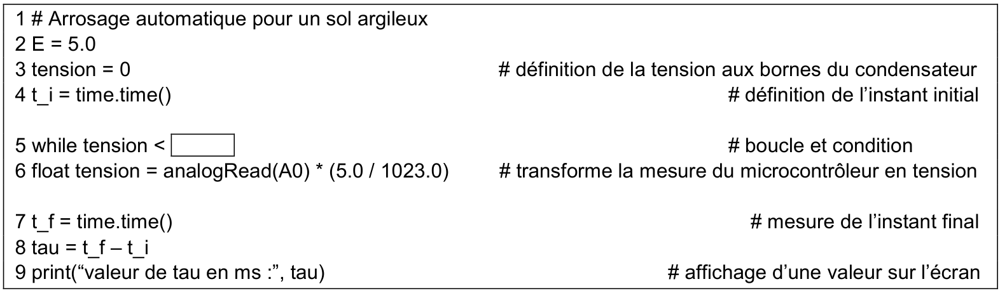 1 # Arrosage automatique pour un sol argileux
2 E = 5.0
3 tension = 0 # définition de la tension aux bornes du condensateur
4 t_i = time.time() # définition de l’instant initial
5 while tension < # boucle et condition
6 float tension = analogRead(A0) * (5.0 / 1023.0) # transforme la mesure du microcontrôleur en tension
7 t_f = time.time() # mesure de l’instant final
8 tau = t_f – t_i
9 print(“valeur de tau en ms :”, tau) # affichage d’une valeur sur l’écran